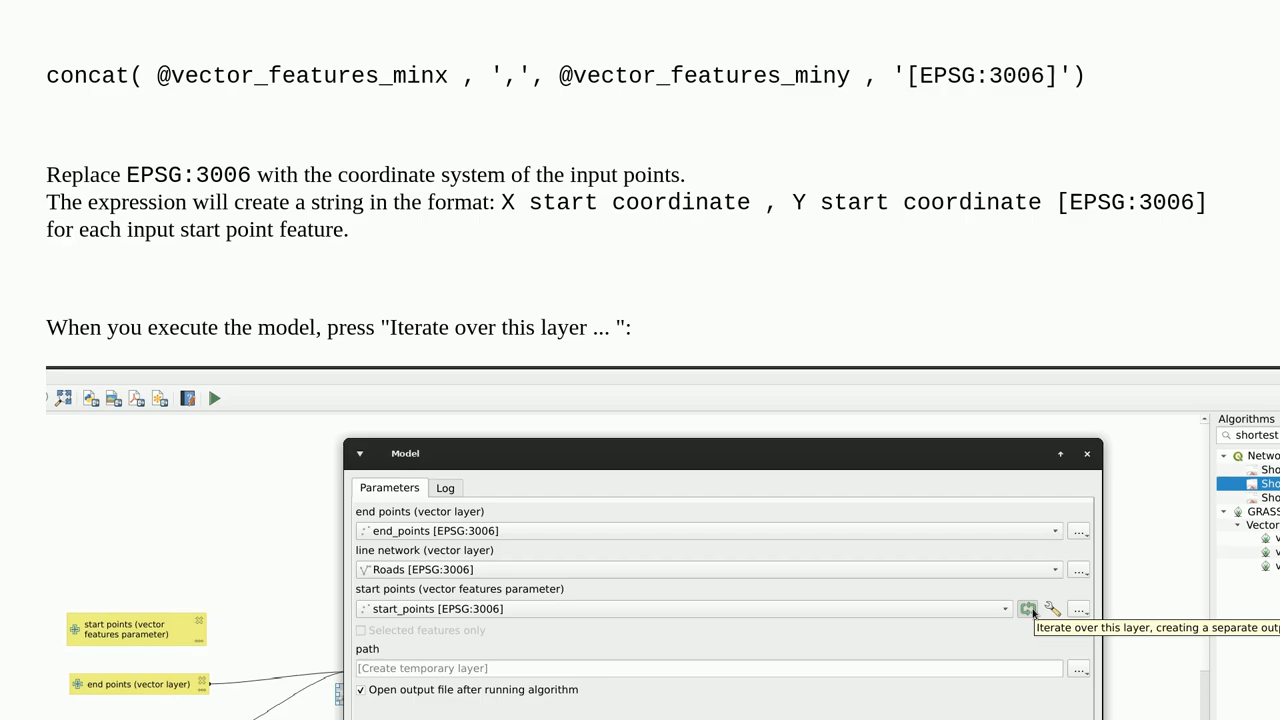 concat( @vector_features_minx , ',', @vector_features_miny , '[EPSG:3006]')
Replace EPSG:3006 with the coordinate system of the input points.
The expression will create a string in the format: X start coordinate , Y start coordinate [EPSG:3006]
for each input start point feature.
When you execute the model, press "Iterate over this layer ... ":
Algorithms
shortest
Model
Netwo
Sho
Sho
Sho
Parameters
Log
GRASS
Vector
v
v
v
end points (vector layer)
end_points [EPSG:3006]
...
line network (vector layer)
Roads [EPSG:3006]
...
start points (vector features parameter)
start_points [EPSG:3006]
...
Iterate over this layer, creating a separate outp
Selected features only
path
[Create temporary layer]
...
Open output file after running algorithm
start points (vector
features parameter)
end points (vector layer)